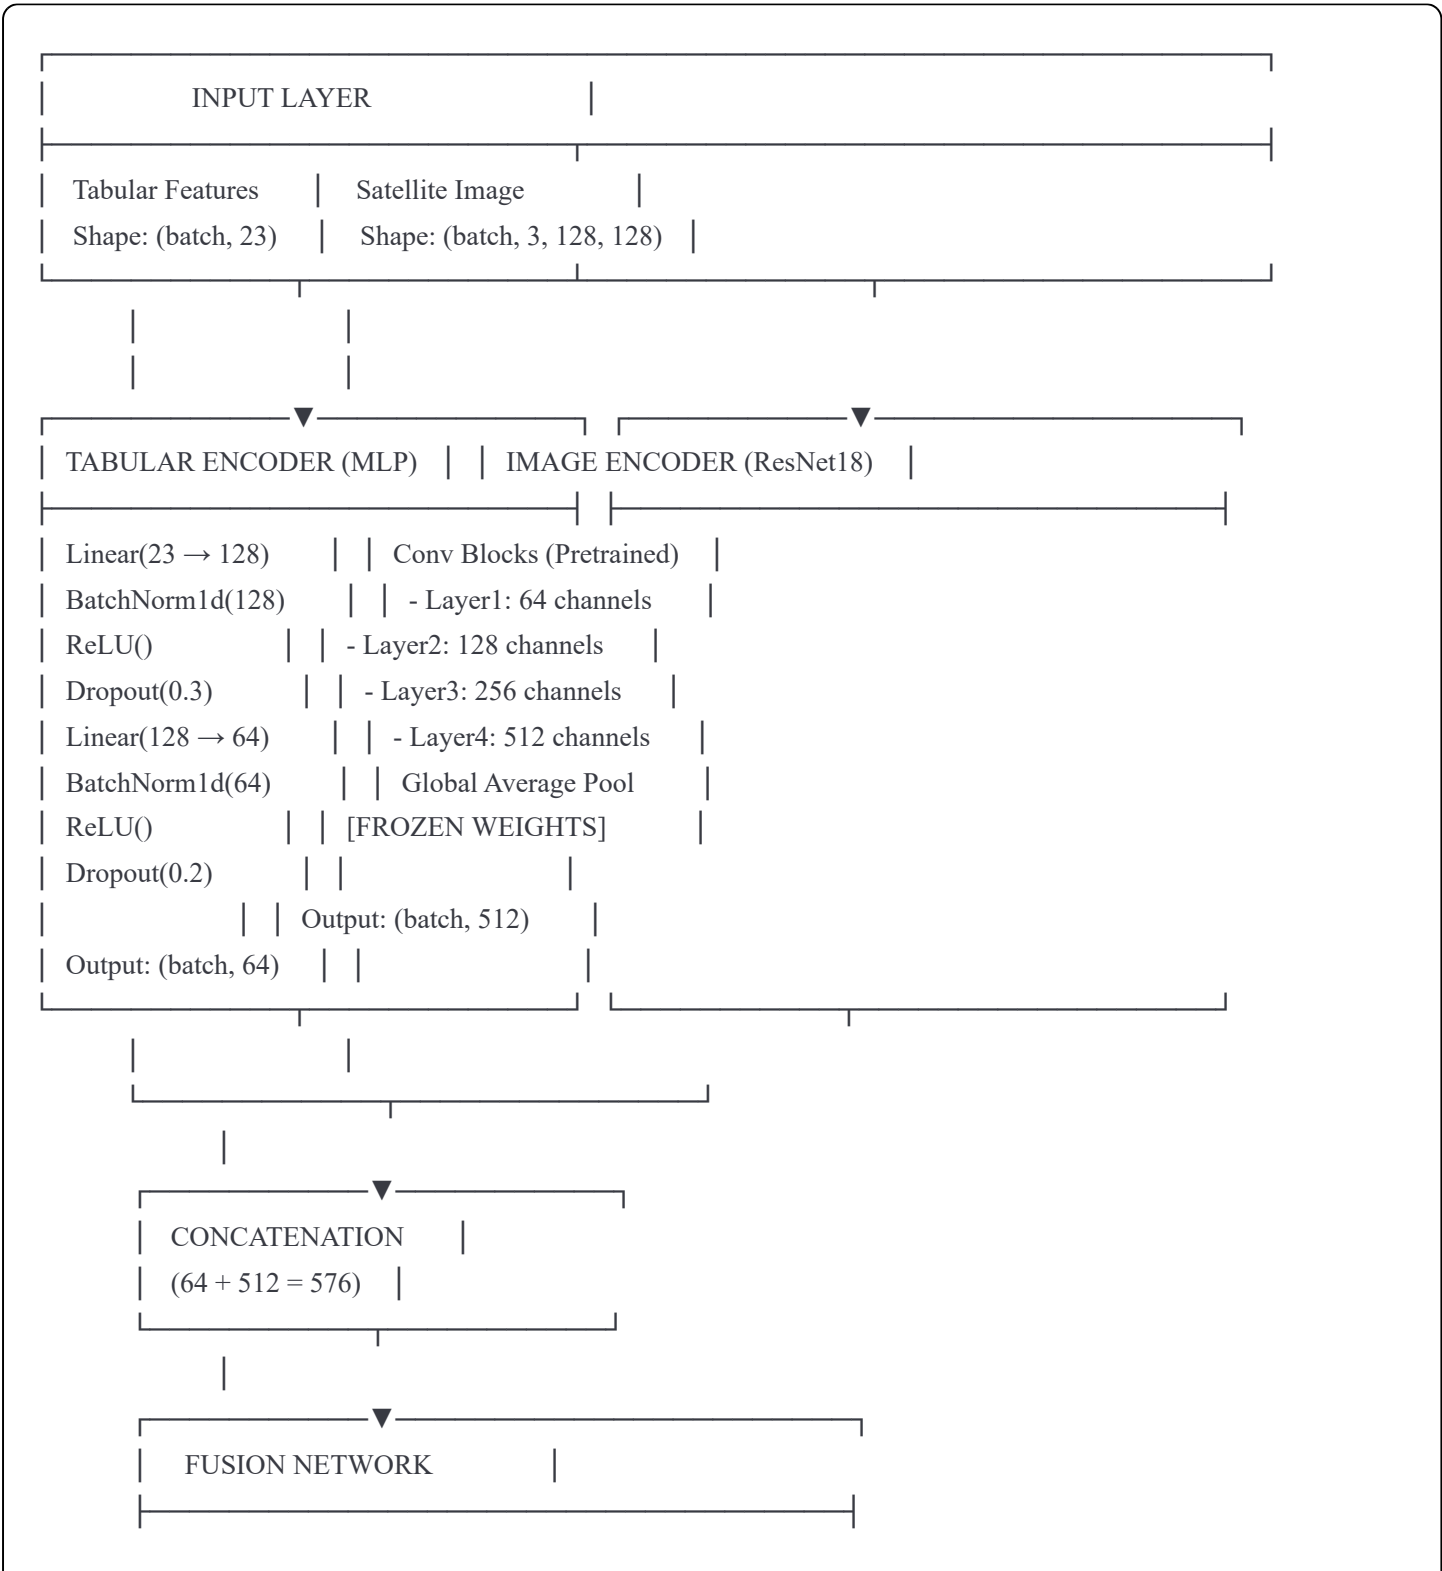 INPUT LAYER
Tabular Features │ Satellite Image
Shape: (batch, 23) │ Shape: (batch, 3, 128, 128)
▼ ▼
TABULAR ENCODER (MLP) │ │ IMAGE ENCODER (ResNet18)
Linear(23 → 128) │ │ Conv Blocks (Pretrained)
BatchNorm1d(128) │ │ - Layer1: 64 channels
ReLU() │ │ - Layer2: 128 channels
Dropout(0.3) │ │ - Layer3: 256 channels
Linear(128 → 64) │ │ - Layer4: 512 channels
BatchNorm1d(64) │ │ Global Average Pool
ReLU() │ │ [FROZEN WEIGHTS]
Dropout(0.2)
Output: (batch, 512)
Output: (batch, 64)
▼
CONCATENATION
(64 + 512 = 576)
▼
FUSION NETWORK